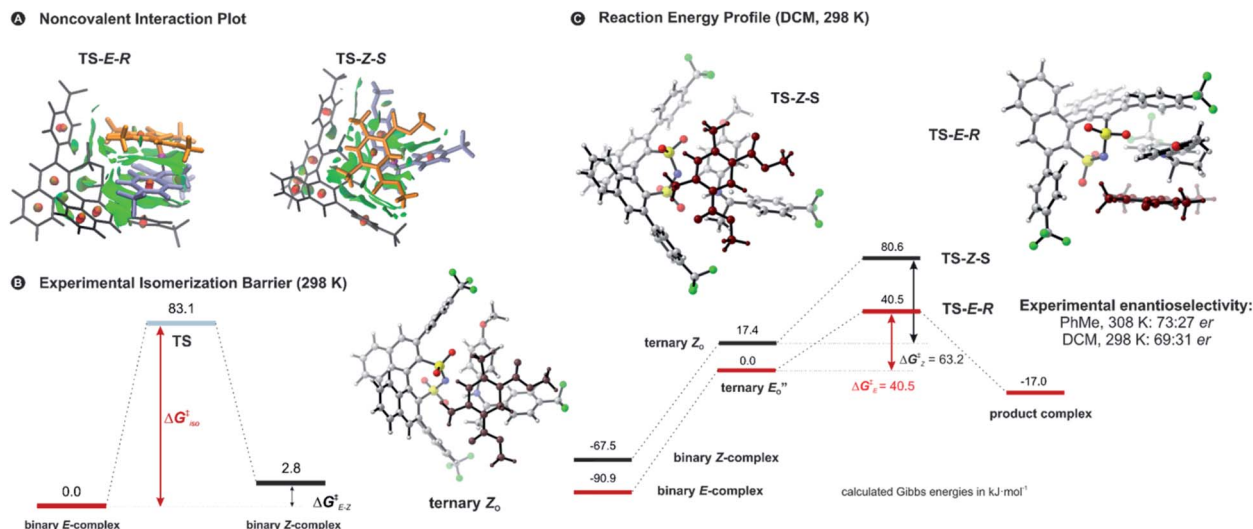 A Noncovalent Interaction Plot
TS-E-R
TS-Z-S
B Experimental Isomerization Barrier (298 K)
83.1
TS
ΔG‡iso
0.0
binary E-complex
2.8
ΔG‡E-Z
binary Z-complex
ternary Zo
C Reaction Energy Profile (DCM, 298 K)
TS-Z-S
TS-E-R
80.6
TS-Z-S
40.5
TS-E-R
Experimental enantioselectivity:
PhMe, 308 K: 73:27 er
DCM, 298 K: 69:31 er
17.4
ternary Zo
0.0
ternary Eo"
ΔG‡Z = 63.2
ΔG‡E = 40.5
-17.0
product complex
-67.5
binary Z-complex
-90.9
binary E-complex
calculated Gibbs energies in kJ·mol-1